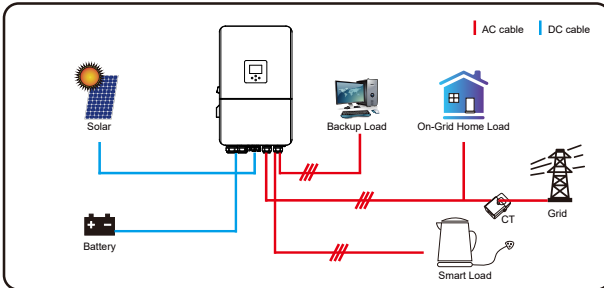 AC cable
DC cable
Solar
Backup Load
On-Grid Home Load
CT
Grid
Battery
Smart Load